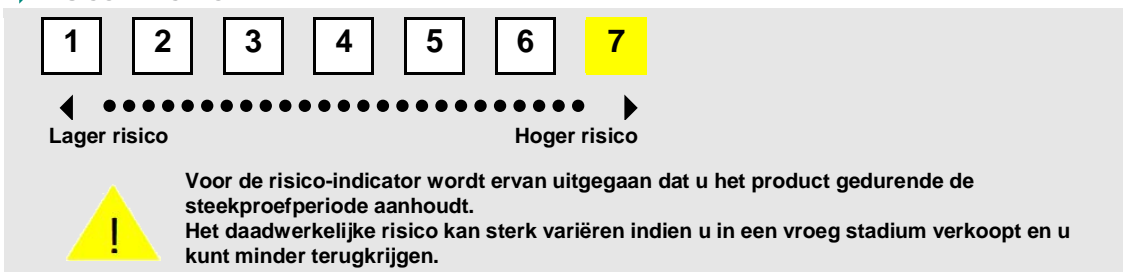 1 2 3 4 5 6 7
Lager risico Hoger risico
Voor de risico-indicator wordt ervan uitgegaan dat u het product gedurende de
steekproefperiode aanhoudt.
!
Het daadwerkelijke risico kan sterk variëren indien u in een vroeg stadium verkoopt en u
kunt minder terugkrijgen.